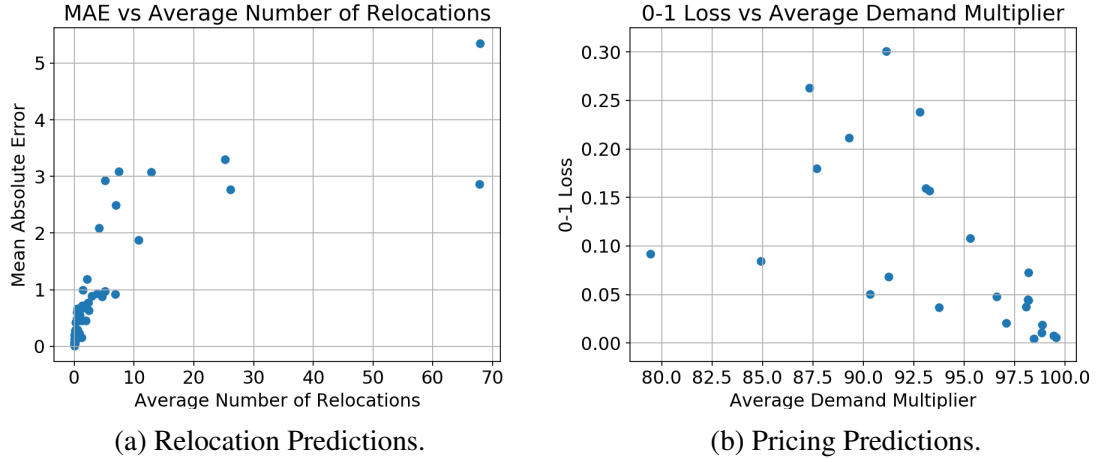 MAE vs Average Number of Relocations
Mean Absolute Error
5
4
3
2
1
0
0 10 20 30 40 50 60 70
Average Number of Relocations
(a) Relocation Predictions.
0-1 Loss vs Average Demand Multiplier
0-1 Loss
0.30
0.25
0.20
0.15
0.10
0.05
0.00
80.0 82.5 85.0 87.5 90.0 92.5 95.0 97.5 100.0
Average Demand Multiplier
(b) Pricing Predictions.